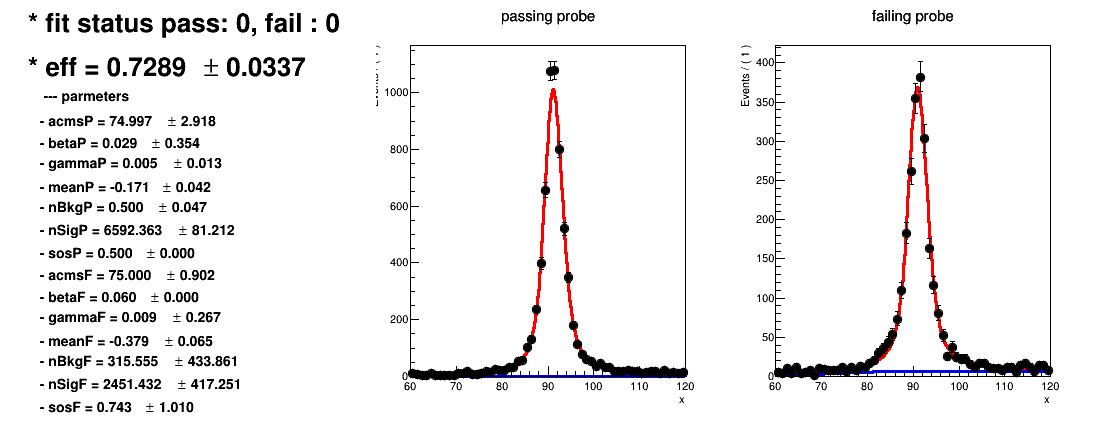 * fit status pass: 0, fail : 0
* eff = 0.7289 ± 0.0337
--- parmeters
- acmsP = 74.997 ± 2.918
- betaP = 0.029 ± 0.354
- gammaP = 0.005 ± 0.013
- meanP = -0.171 ± 0.042
- nBkgP = 0.500 ± 0.047
- nSigP = 6592.363 ± 81.212
- sosP = 0.500 ± 0.000
- acmsF = 75.000 ± 0.902
- betaF = 0.060 ± 0.000
- gammaF = 0.009 ± 0.267
- meanF = -0.379 ± 0.065
- nBkgF = 315.555 ± 433.861
- nSigF = 2451.432 ± 417.251
- sosF = 0.743 ± 1.010
passing probe
1000
800
600
400
200
0
60 70 80 90 100 110 120
x
failing probe
Events / ( 1 )
400
350
300
250
200
150
100
50
0
60 70 80 90 100 110 120
x